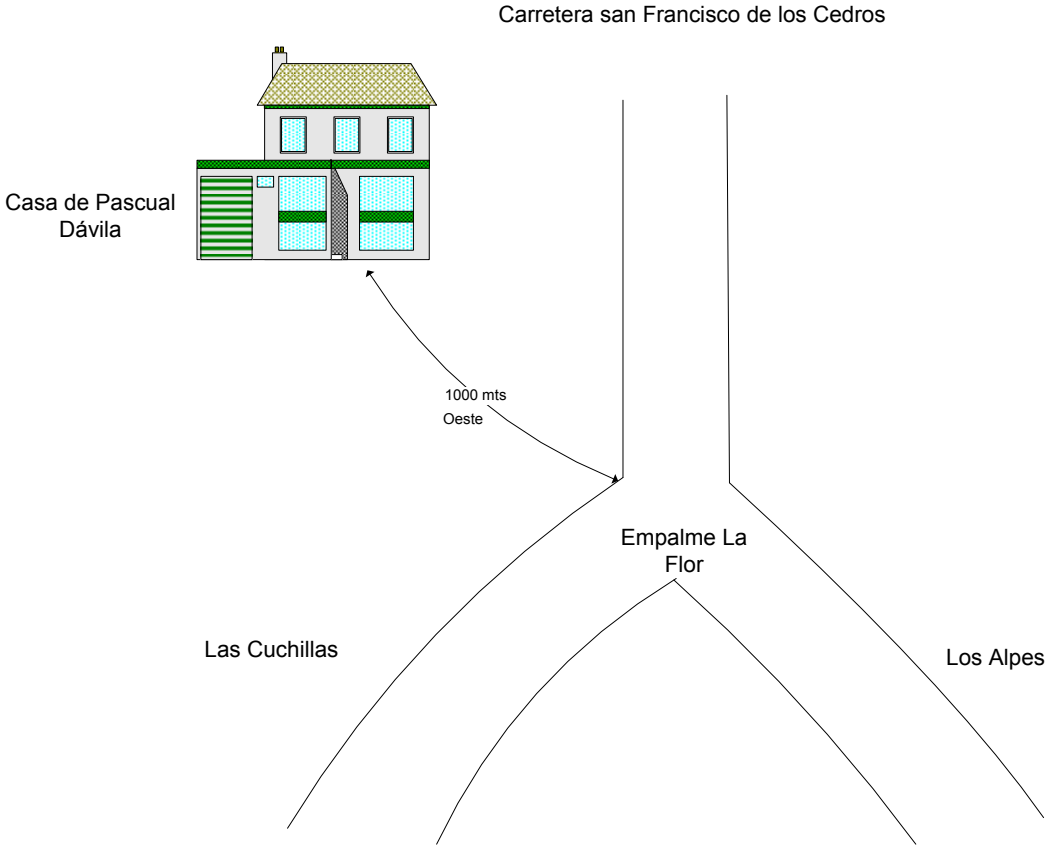 Carretera san Francisco de los Cedros
Casa de Pascual
Dávila
1000 mts
Oeste
Empalme La
Flor
Las Cuchillas
Los Alpes